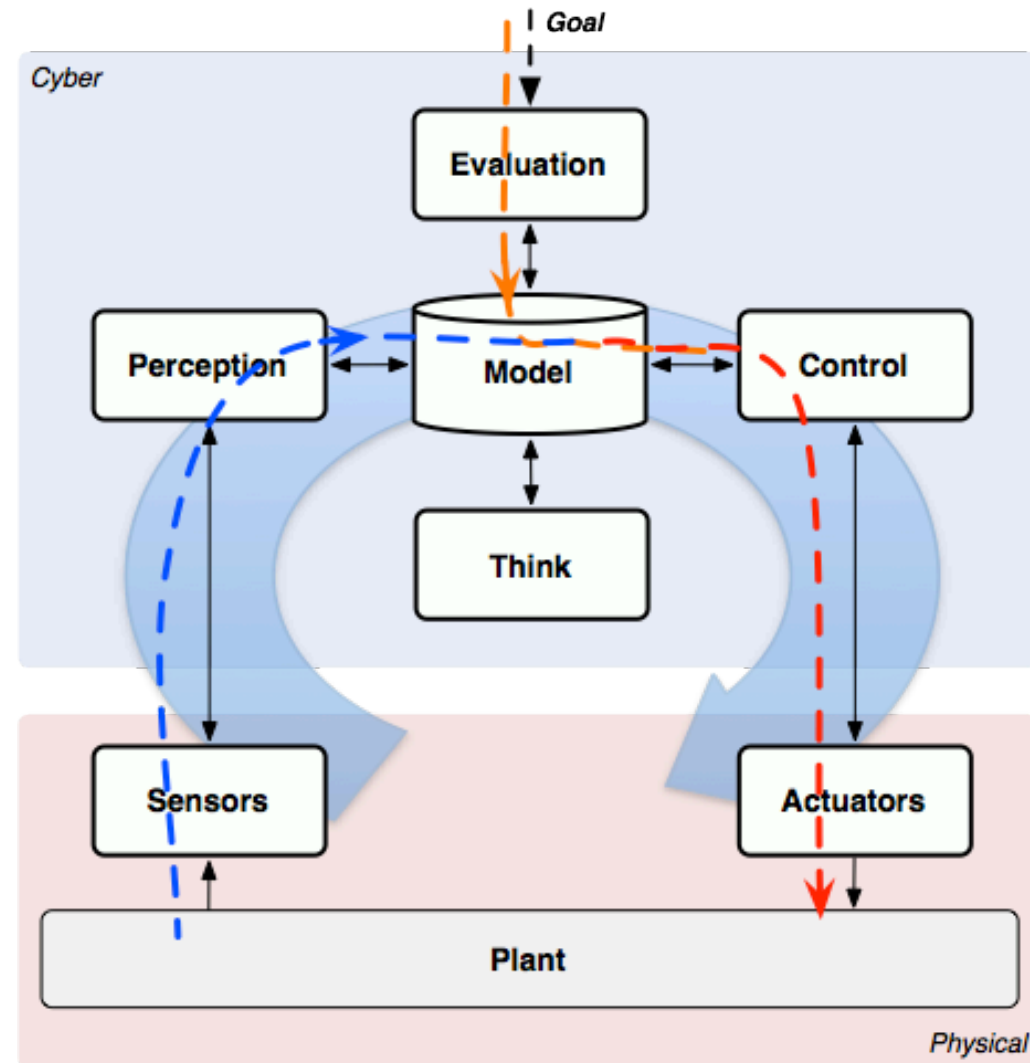 Goal
Cyber
Evaluation
Perception
Model
Control
Think
Sensors
Actuators
Plant
Physical